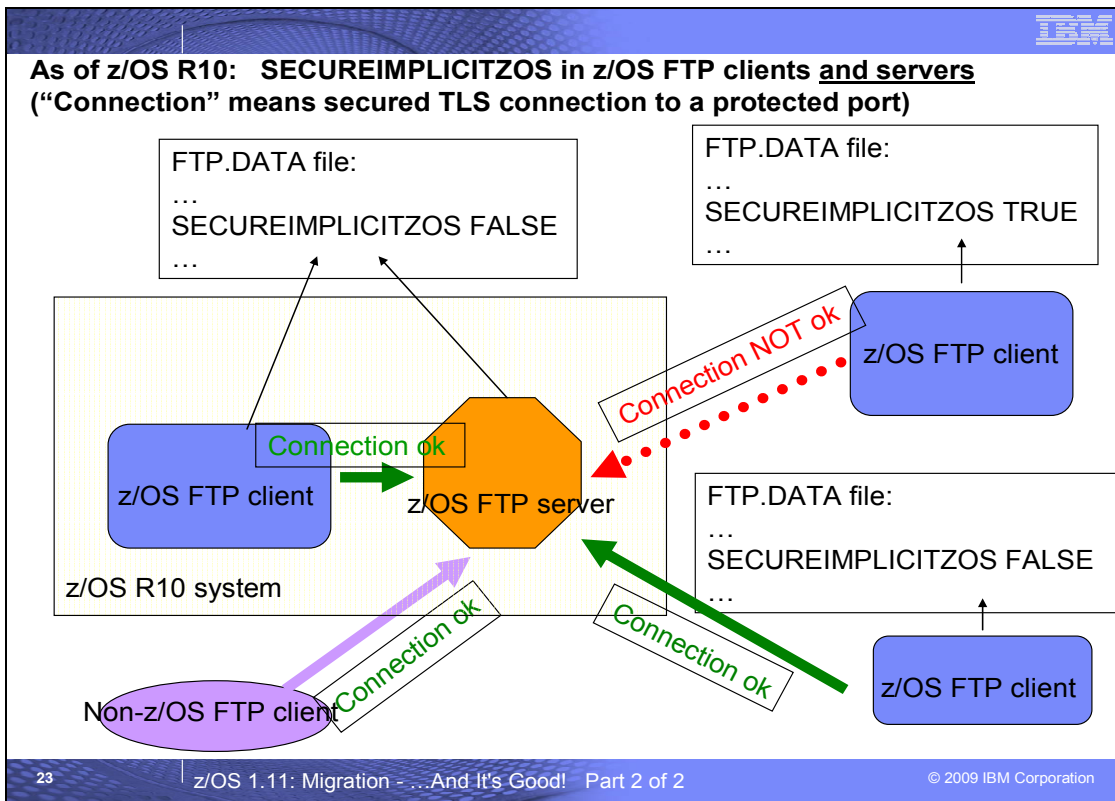 IBM
As of z/OS R10: SECUREIMPLICITZOS in z/OS FTP clients and servers
("Connection" means secured TLS connection to a protected port)
FTP.DATA file:
…
SECUREIMPLICITZOS FALSE
…
FTP.DATA file:
…
SECUREIMPLICITZOS TRUE
…
Connection NOT ok
z/OS FTP client
Connection ok
z/OS FTP client
z/OS FTP server
z/OS R10 system
FTP.DATA file:
…
SECUREIMPLICITZOS FALSE
…
Connection ok
Connection ok
z/OS FTP client
Non-z/OS FTP client
23
z/OS 1.11: Migration - …And It's Good! Part 2 of 2
© 2009 IBM Corporation